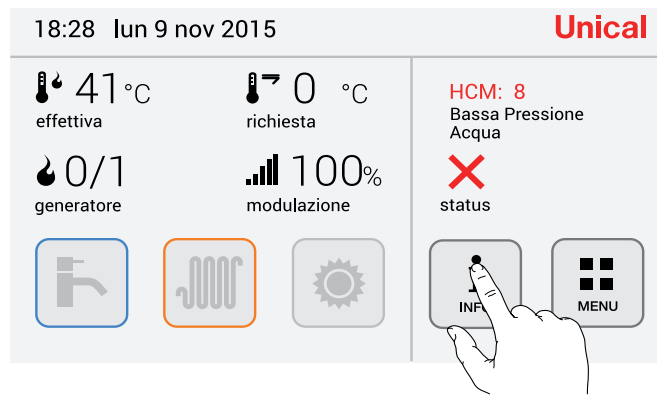 18:28 lun 9 nov 2015
Unical
41 °C
effettiva
0 °C
richiesta
0/1
generatore
100%
modulazione
HCM: 8
Bassa Pressione
Acqua
status
MENU